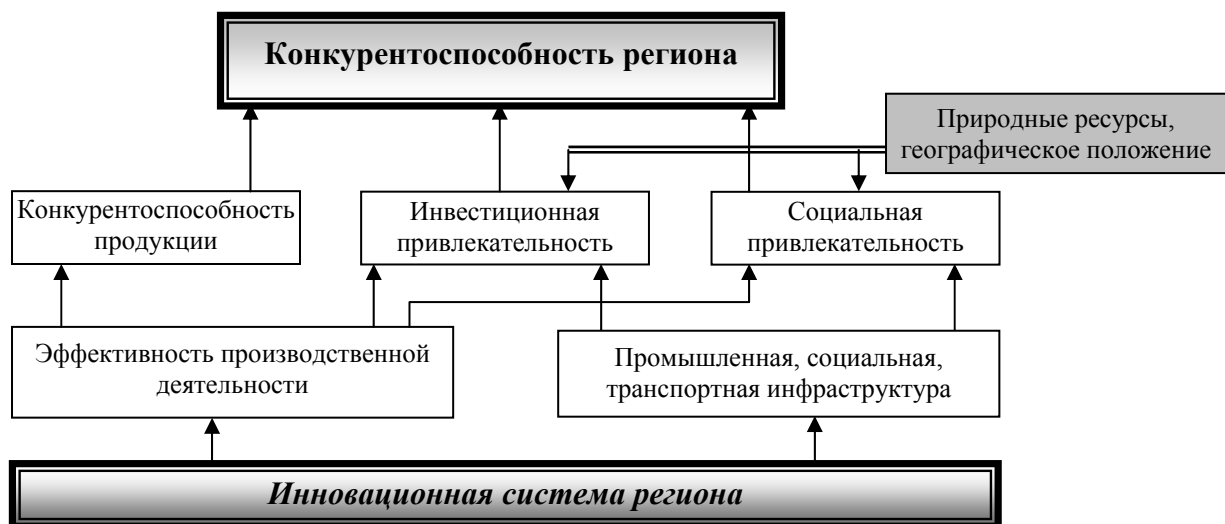 Конкурентоспособность региона
Природные ресурсы,
географическое положение
Конкурентоспособность
продукции
Инвестиционная
привлекательность
Социальная
привлекательность
Эффективность производственной
деятельности
Промышленная, социальная,
транспортная инфраструктура
Инновационная система региона